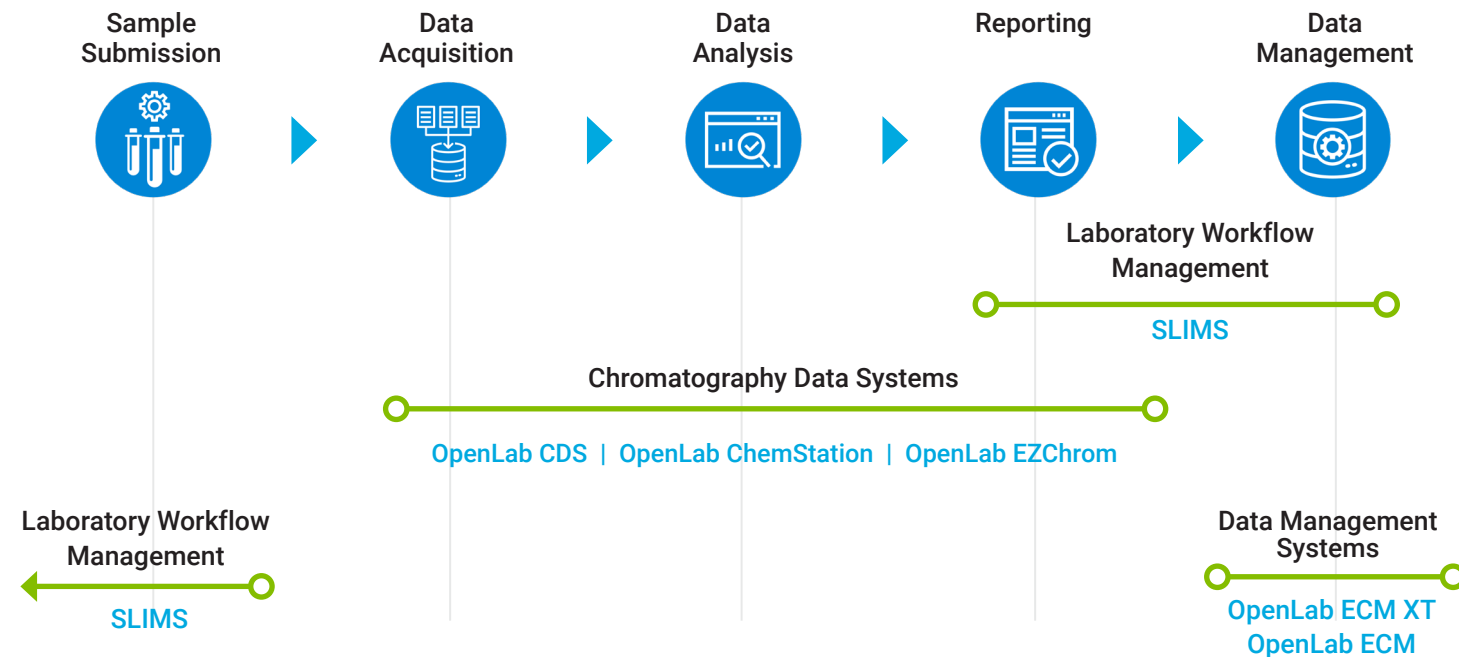 Sample
Submission
Data
Acquisition
Data
Analysis
Reporting
Data
Management
Laboratory Workflow
Management
SLIMS
Chromatography Data Systems
OpenLab CDS | OpenLab ChemStation | OpenLab EZChrom
Laboratory Workflow
Management
SLIMS
Data Management
Systems
OpenLab ECM XT
OpenLab ECM